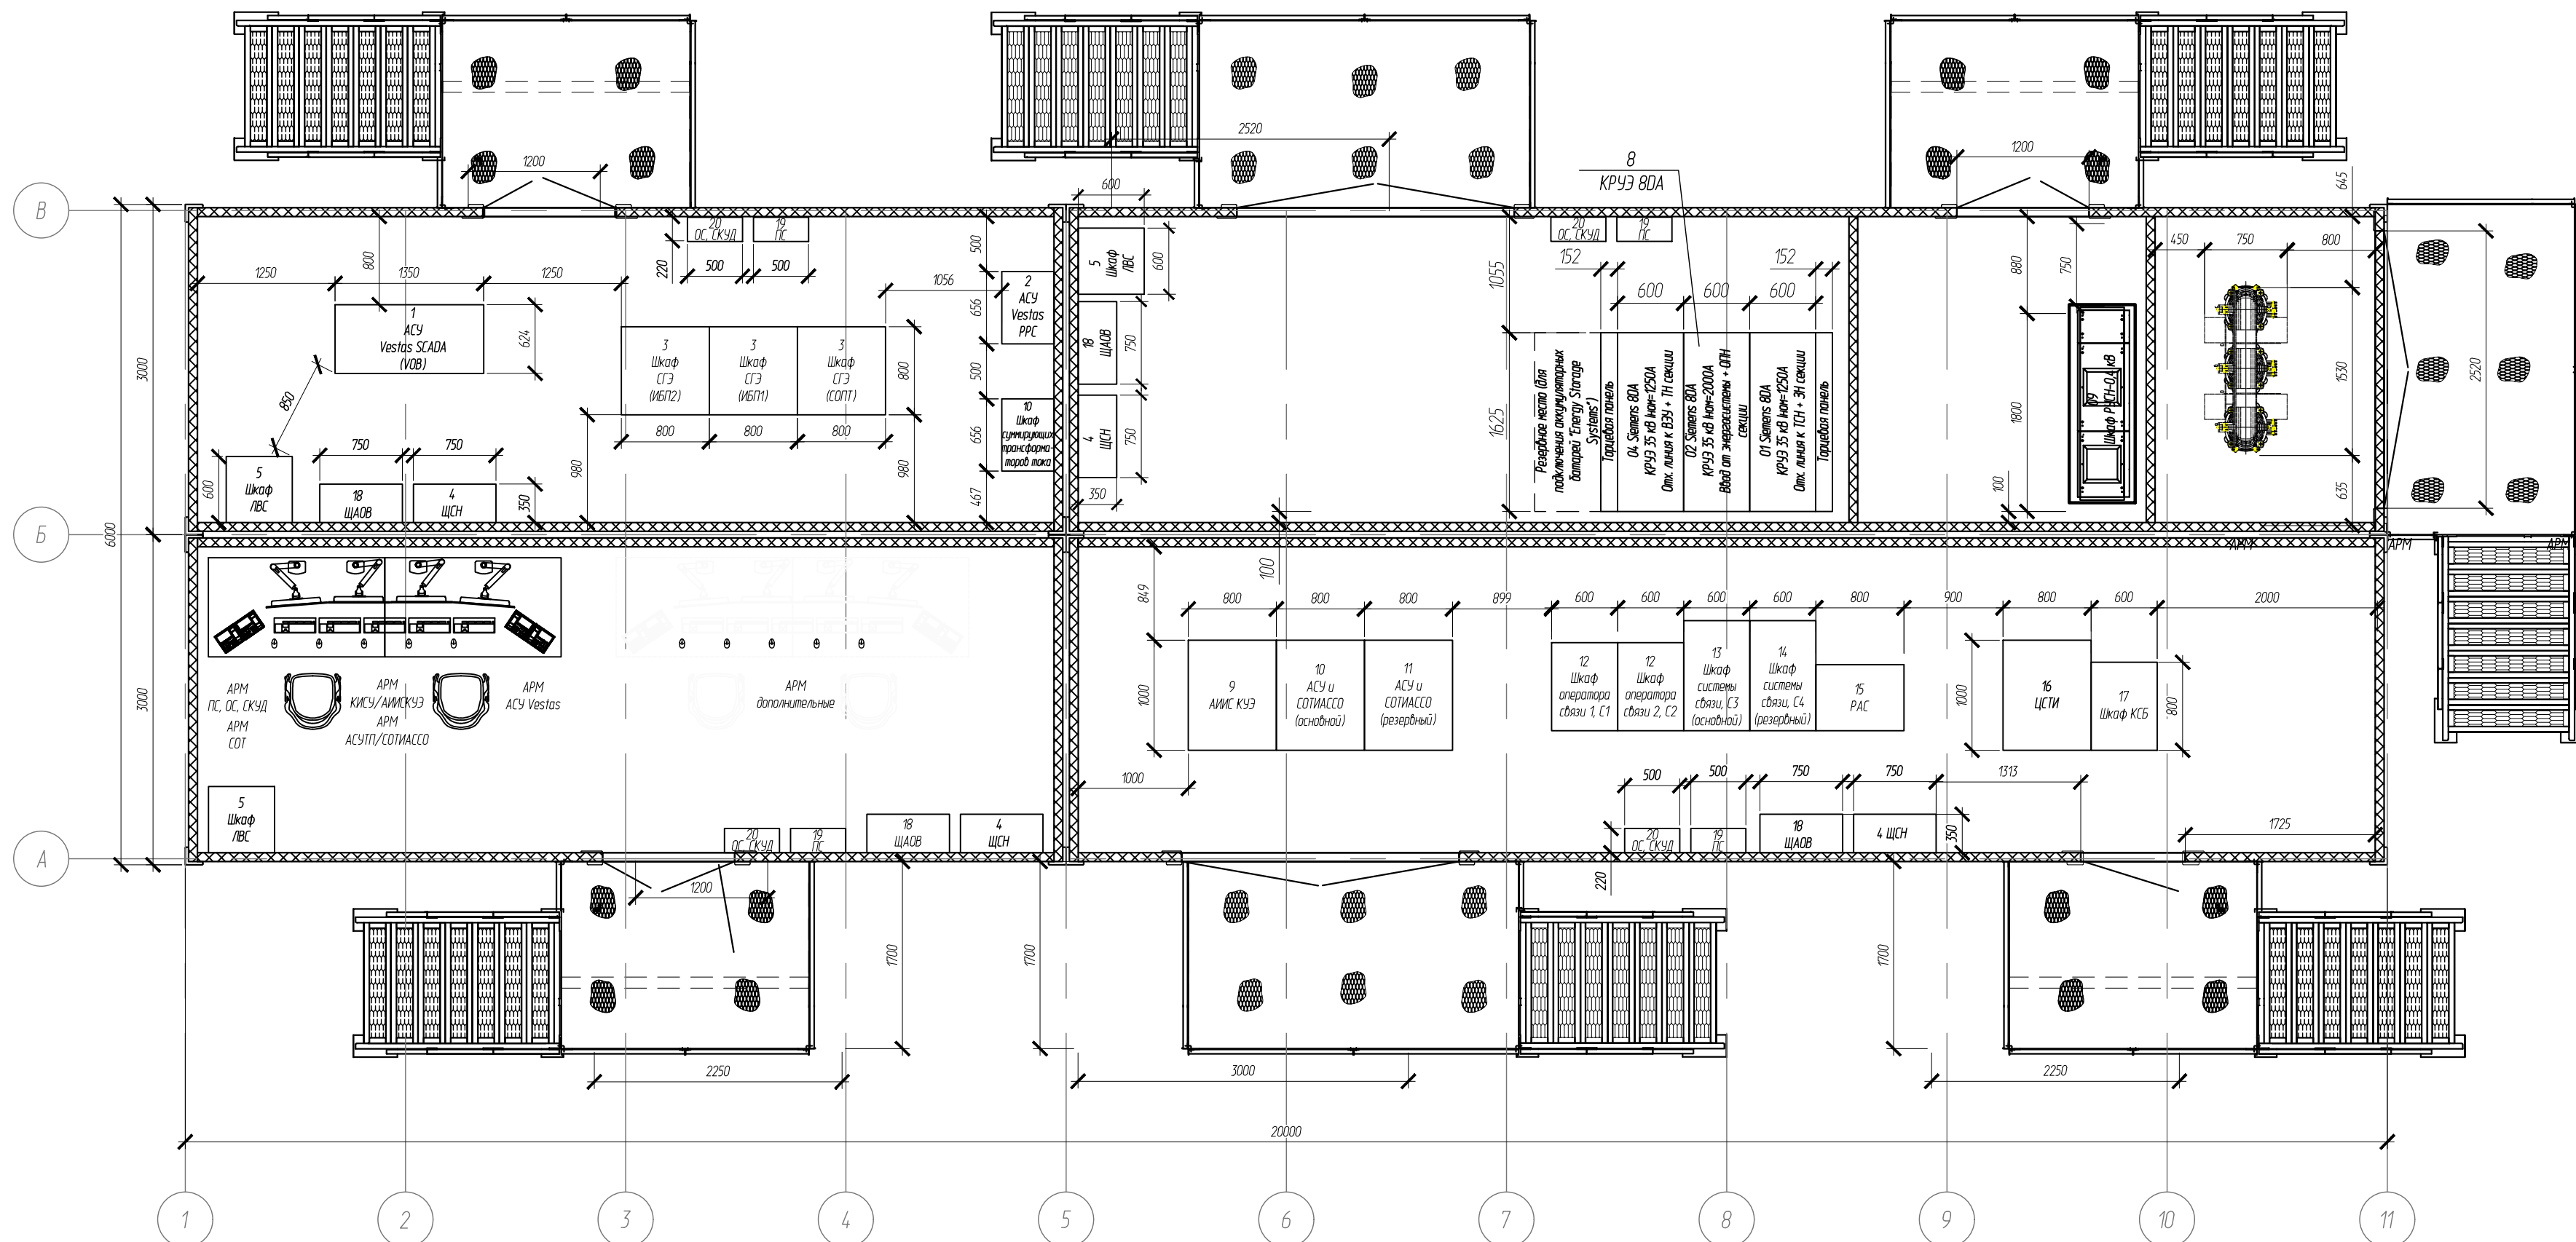 2520
1200
1200
8
КРУЭ 8DA
600
645
В
20
ОС, СКУД
19
ПС
20
ОС, СКУД
19
ПС
500
500
220
500
800
1250
1350
1250
1056
656
5
Шкаф
ЛВС
600
1055
152
152
600
600
600
880
750
450
750
800
1
АСУ
Vestas SCADA
(VOB)
624
2
АСУ
Vestas
PPC
3
Шкаф
СГЭ
(ИБП2)
3
Шкаф
СГЭ
(ИБП1)
3
Шкаф
СГЭ
(СОПТ)
800
18
ЩАОВ
750
3000
850
500
800
800
800
10
Шкаф
суммирующих
трансформа-
торов тока
656
4
ЩСН
750
1625
Резервное место (для
подключения аккумуляторных
батарей "Energy Storage
Systems")
Торцевая панель
04 Siemens 8DA
КРУЭ 35 кВ Iном=1250А
Отх. линия к ВЭУ + ТН секции
02 Siemens 8DA
КРУЭ 35 кВ Iном=2000А
Ввод от энергосистемы + ОПН
секции
01 Siemens 8DA
КРУЭ 35 кВ Iном=1250А
Отх. линия к ТСН + ЗН секции
Торцевая панель
1800
09
Шкаф РУСН-0,4 кВ
1530
2520
750
750
5
Шкаф
ЛВС
600
18
ЩАОВ
4
ЩСН
350
980
980
467
350
100
100
635
Б
6000
АРМ
АРМ
АРМ
849
800
800
800
899
600
600
600
600
800
900
800
600
2000
3000
АРМ
ПС, ОС, СКУД
АРМ
СОТ
АРМ
КИСУ/АИИСКУЭ
АРМ
АСУТП/СОТИАССО
АРМ
АСУ Vestas
АРМ
дополнительные
1000
9
АИИС КУЭ
10
АСУ и
СОТИАССО
(основной)
11
АСУ и
СОТИАССО
(резервный)
12
Шкаф
оператора
связи 1, С1
12
Шкаф
оператора
связи 2, С2
13
Шкаф
системы
связи, С3
(основной)
14
Шкаф
системы
связи, С4
(резервный)
15
РАС
1000
16
ЦСТИ
17
Шкаф КСБ
800
1000
500
500
750
750
1313
5
Шкаф
ЛВС
20
ОС, СКУД
19
ПС
18
ЩАОВ
4
ЩСН
20
ОС, СКУД
19
ПС
18
ЩАОВ
4 ЩСН
350
1725
А
1200
220
1700
1700
1700
2250
3000
2250
20000
1
2
3
4
5
6
7
8
9
10
11